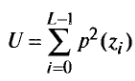 U = \sum_{i=0}^{L-1} p^2(z_i)